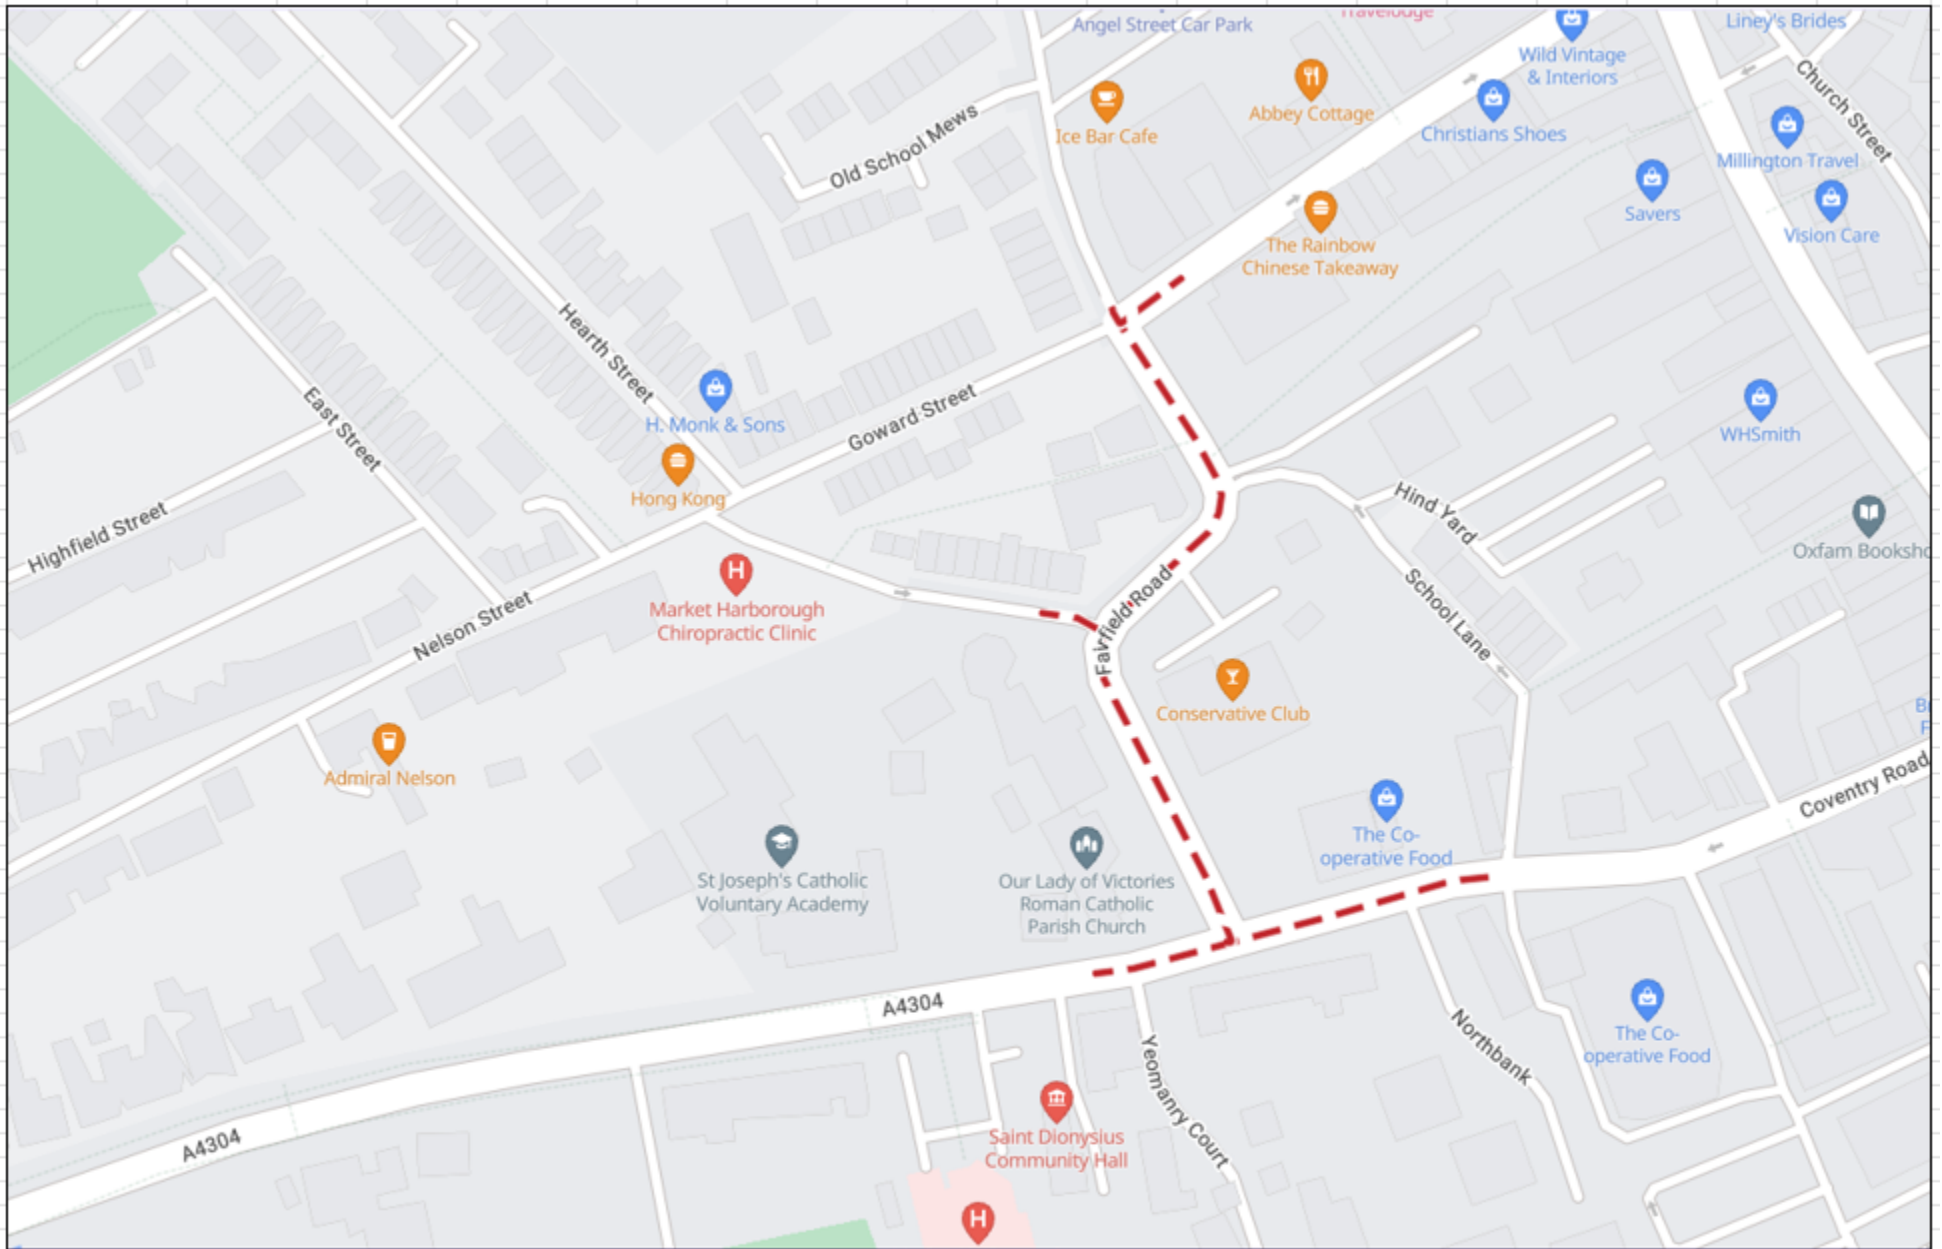 Angel Street Car Park
Travelodge
Liney's Brides
Wild Vintage
& Interiors
Church Street
Ice Bar Cafe
Abbey Cottage
Christians Shoes
Millington Travel
Old School Mews
Savers
Vision Care
The Rainbow
Chinese Takeaway
Hearth Street
H. Monk & Sons
Goward Street
WHSmith
East Street
Hong Kong
Hind Yard
Highfield Street
Oxfam Booksho
H
Market Harborough
Chiropractic Clinic
Nelson Street
Fairfield Road
School Lane
Conservative Club
Admiral Nelson
Coventry Road
The Co-
operative Food
St Joseph's Catholic
Voluntary Academy
Our Lady of Victories
Roman Catholic
Parish Church
A4304
The Co-
operative Food
Northbank
Yeomanry Court
A4304
Saint Dionysius
Community Hall
H